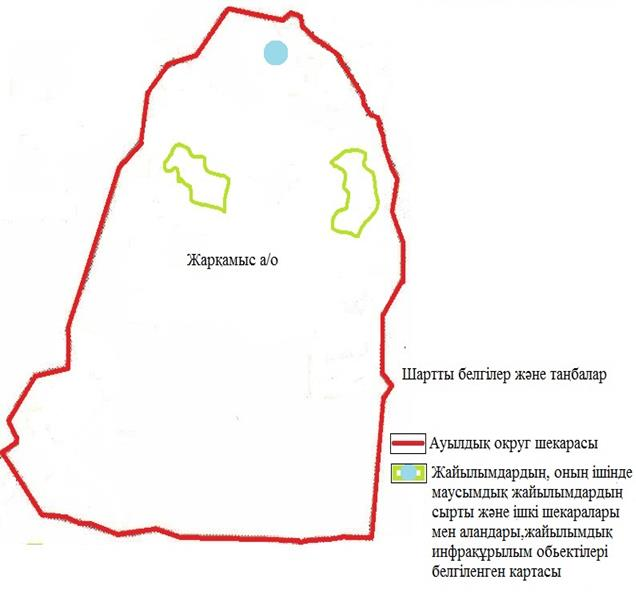 Жарқамыс а/о
Шартты белгілер және таңбалар
Ауылдық округ шекарасы
Жайылымдардың, оның ішінде
маусымдық жайылымдардың
сырты және ішкі шекаралары
мен аландары,жайылымдық
инфрақұрылым обьектілері
белгіленген картасы